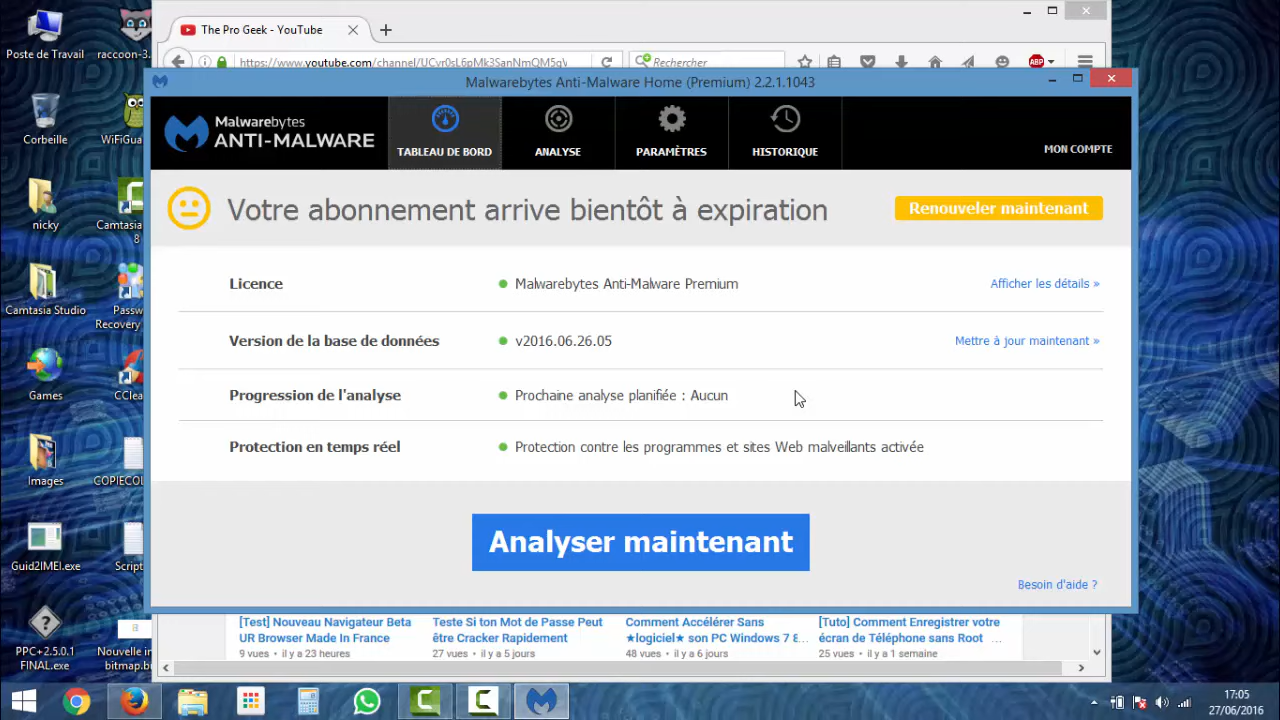 Poste de Travail
raccoon-3.
Corbeille
WiFiGua
nicky
Camtasia
8
Camtasia Studio
Passw
Recovery
Games
CClea
Images
COPIECOL
Guid2IMEI.exe
Script
PPC+2.5.0.1
FINAL.exe
Nouvelle in
bitmap.b
The Pro Geek - YouTube
https://www.youtube.com/channel/UCvr0sL6pMk3SanNmQM5qV
Rechercher
ABP
Malwarebytes Anti-Malware Home (Premium) 2.2.1.1043
Malwarebytes
ANTI-MALWARE
TABLEAU DE BORD
ANALYSE
PARAMÈTRES
HISTORIQUE
MON COMPTE
Votre abonnement arrive bientôt à expiration
Renouveler maintenant
Licence
Malwarebytes Anti-Malware Premium
Afficher les détails »
Version de la base de données
v2016.06.26.05
Mettre à jour maintenant »
Progression de l'analyse
Prochaine analyse planifiée : Aucun
Protection en temps réel
Protection contre les programmes et sites Web malveillants activée
Analyser maintenant
Besoin d'aide ?
[Test] Nouveau Navigateur Beta
UR Browser Made In France
9 vues • il y a 23 heures
Teste Si ton Mot de Passe Peut
être Cracker Rapidement
27 vues • il y a 5 jours
Comment Accélérer Sans
★logiciel★ son PC Windows 7 8...
48 vues • il y a 6 jours
[Tuto] Comment Enregistrer votre
écran de Téléphone sans Root ...
25 vues • il y a 1 semaine
17:05
27/06/2016